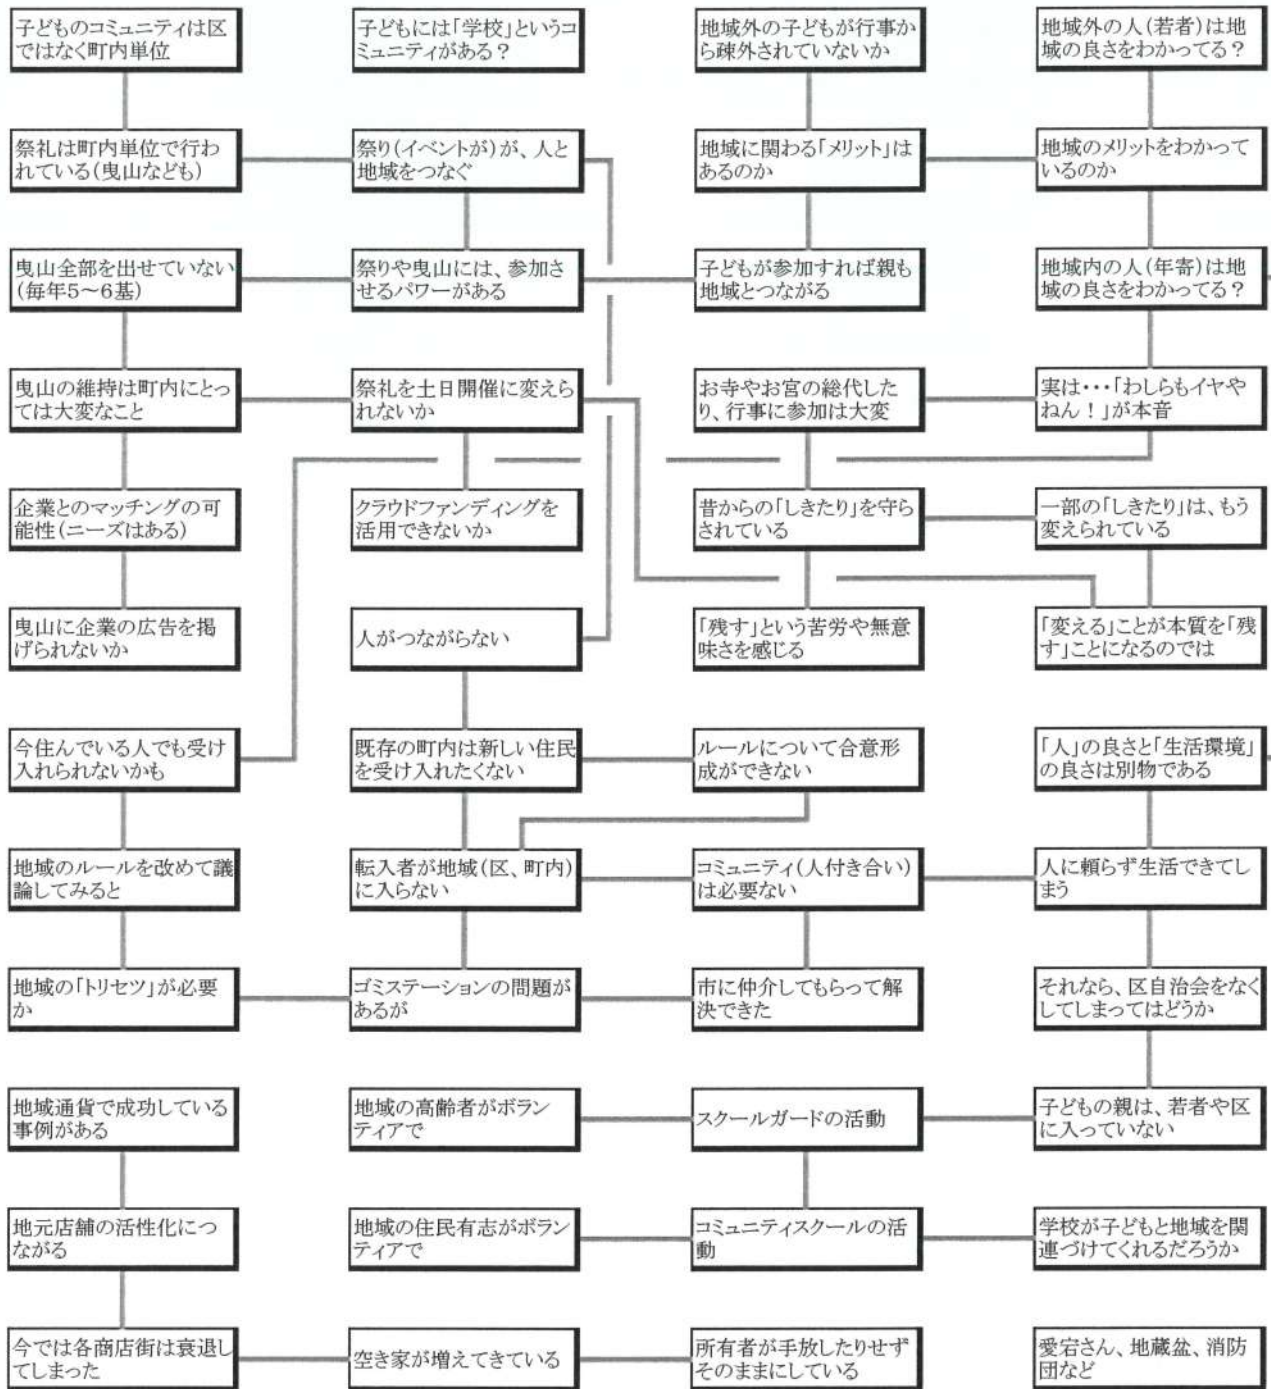 子どものコミュニティは区
ではなく町内単位
子どもには「学校」というコ
ミュニティがある？
地域外の子どもが行事か
ら疎外されていないか
地域外の人（若者）は地
域の良さをわかってる？
祭礼は町内単位で行わ
れている（曳山なども）
祭り（イベントが）が、人と
地域をつなぐ
地域に関わる「メリット」は
あるのか
地域のメリットをわかって
いるのか
曳山全部を出せていない
（毎年5～6基）
祭りや曳山には、参加さ
せるパワーがある
子どもが参加すれば親も
地域とつながる
地域内の人（年寄）は地
域の良さをわかってる？
曳山の維持は町内にとっ
ては大変なこと
祭礼を土日開催に変えら
れないか
お寺やお宮の総代した
り、行事に参加は大変
実は・・・「わしらもイヤや
ねん！」が本音
企業とのマッチングの可
能性（ニーズはある）
クラウドファンディングを
活用できないか
昔からの「しきたり」を守ら
されている
一部の「しきたり」は、もう
変えられている
曳山に企業の広告を掲
げられないか
人がつながらない
「残す」という苦労や無意
味さを感じる
「変える」ことが本質を「残
す」ことになるのでは
今住んでいる人でも受け
入れられないかも
既存の町内は新しい住民
を受け入れたくない
ルールについて合意形
成ができない
「人」の良さと「生活環境」
の良さは別物である
地域のルールを改めて議
論してみると
転入者が地域（区、町内）
に入らない
コミュニティ（人付き合い）
は必要ない
人に頼らず生活できてし
まう
地域の「トリセツ」が必要
か
ゴミステーションの問題が
あるが
市に仲介してもらって解
決できた
それなら、区自治会をなく
してしまってはどうか
地域通貨で成功している
事例がある
地域の高齢者がボラン
ティアで
スクールガードの活動
子どもの親は、若者や区
に入っていない
地元店舗の活性化につ
ながる
地域の住民有志がボラン
ティアで
コミュニティスクールの活
動
学校が子どもと地域を関
連づけてくれるだろうか
今では各商店街は衰退し
てしまった
空き家が増えてきている
所有者が手放したりせず
そのままにしている
愛宕さん、地蔵盆、消防
団など